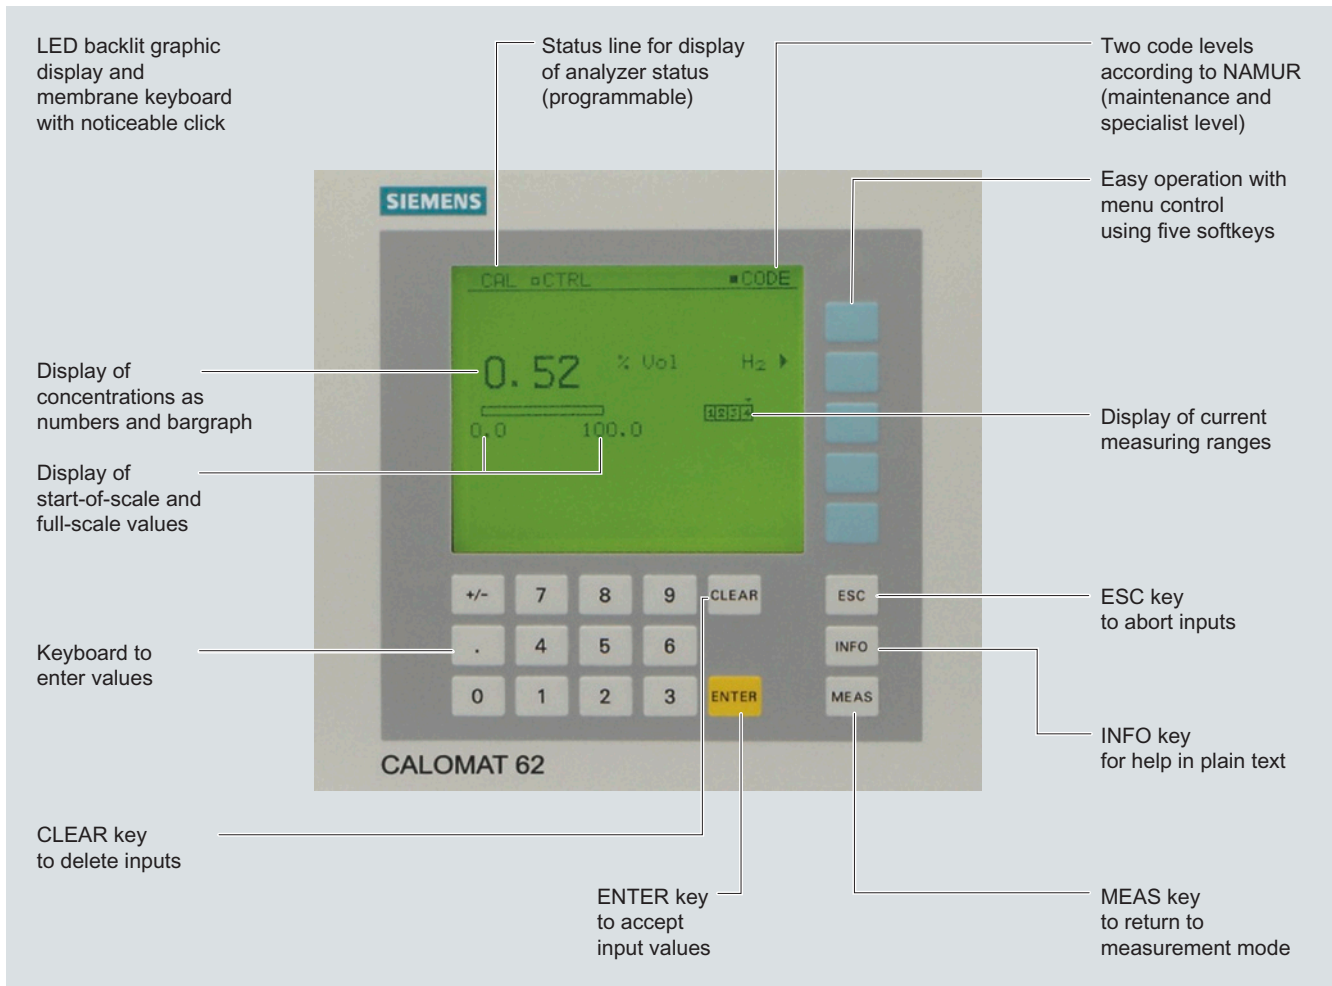 LED backlit graphic
display and
membrane keyboard
with noticeable click
Status line for display
of analyzer status
(programmable)
Two code levels
according to NAMUR
(maintenance and
specialist level)
Easy operation with
menu control
using five softkeys
SIEMENS
CAL CTRL CODE
0.52 % Vol H2
1 2 3 4
0.0 100.0
Display of
concentrations as
numbers and bargraph
Display of
start-of-scale and
full-scale values
Display of current
measuring ranges
+/- 7 8 9 CLEAR ESC
. 4 5 6 INFO
0 1 2 3 ENTER MEAS
CALOMAT 62
Keyboard to
enter values
ESC key
to abort inputs
INFO key
for help in plain text
CLEAR key
to delete inputs
ENTER key
to accept
input values
MEAS key
to return to
measurement mode